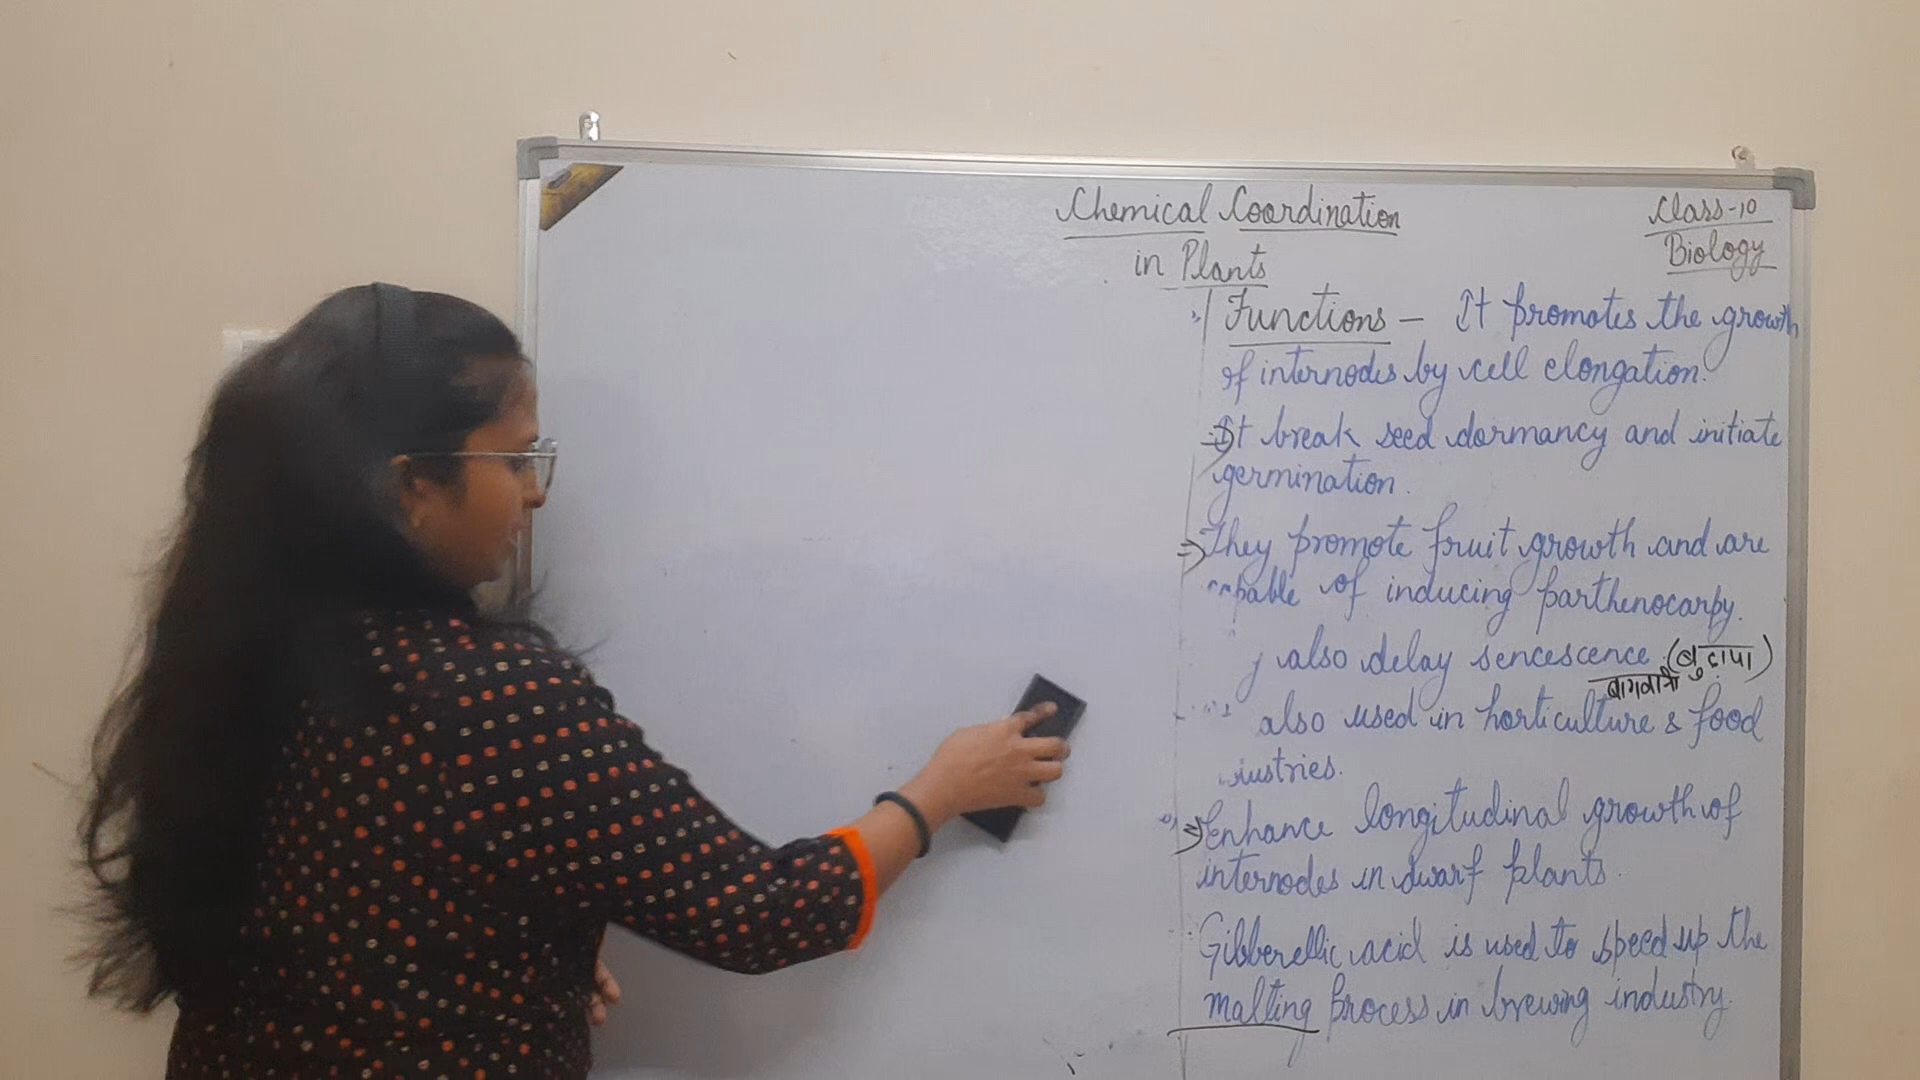 Chemical Coordination
in Plants
Class-10
Biology
Functions - It promotes the growth
of internodes by cell elongation.
=) It break seed dormancy and initiate
germination.
=) They promote fruit growth and are
capable of inducing parthenocarpy.
y also delay sencescence (बुढ़ापा)
बागवानी
also used in horticulture & food
ustries.
=) Enhance longitudinal growth of
internodes in dwarf plants.
Gibberellic acid is used to speed up the
malting process in brewing industry.